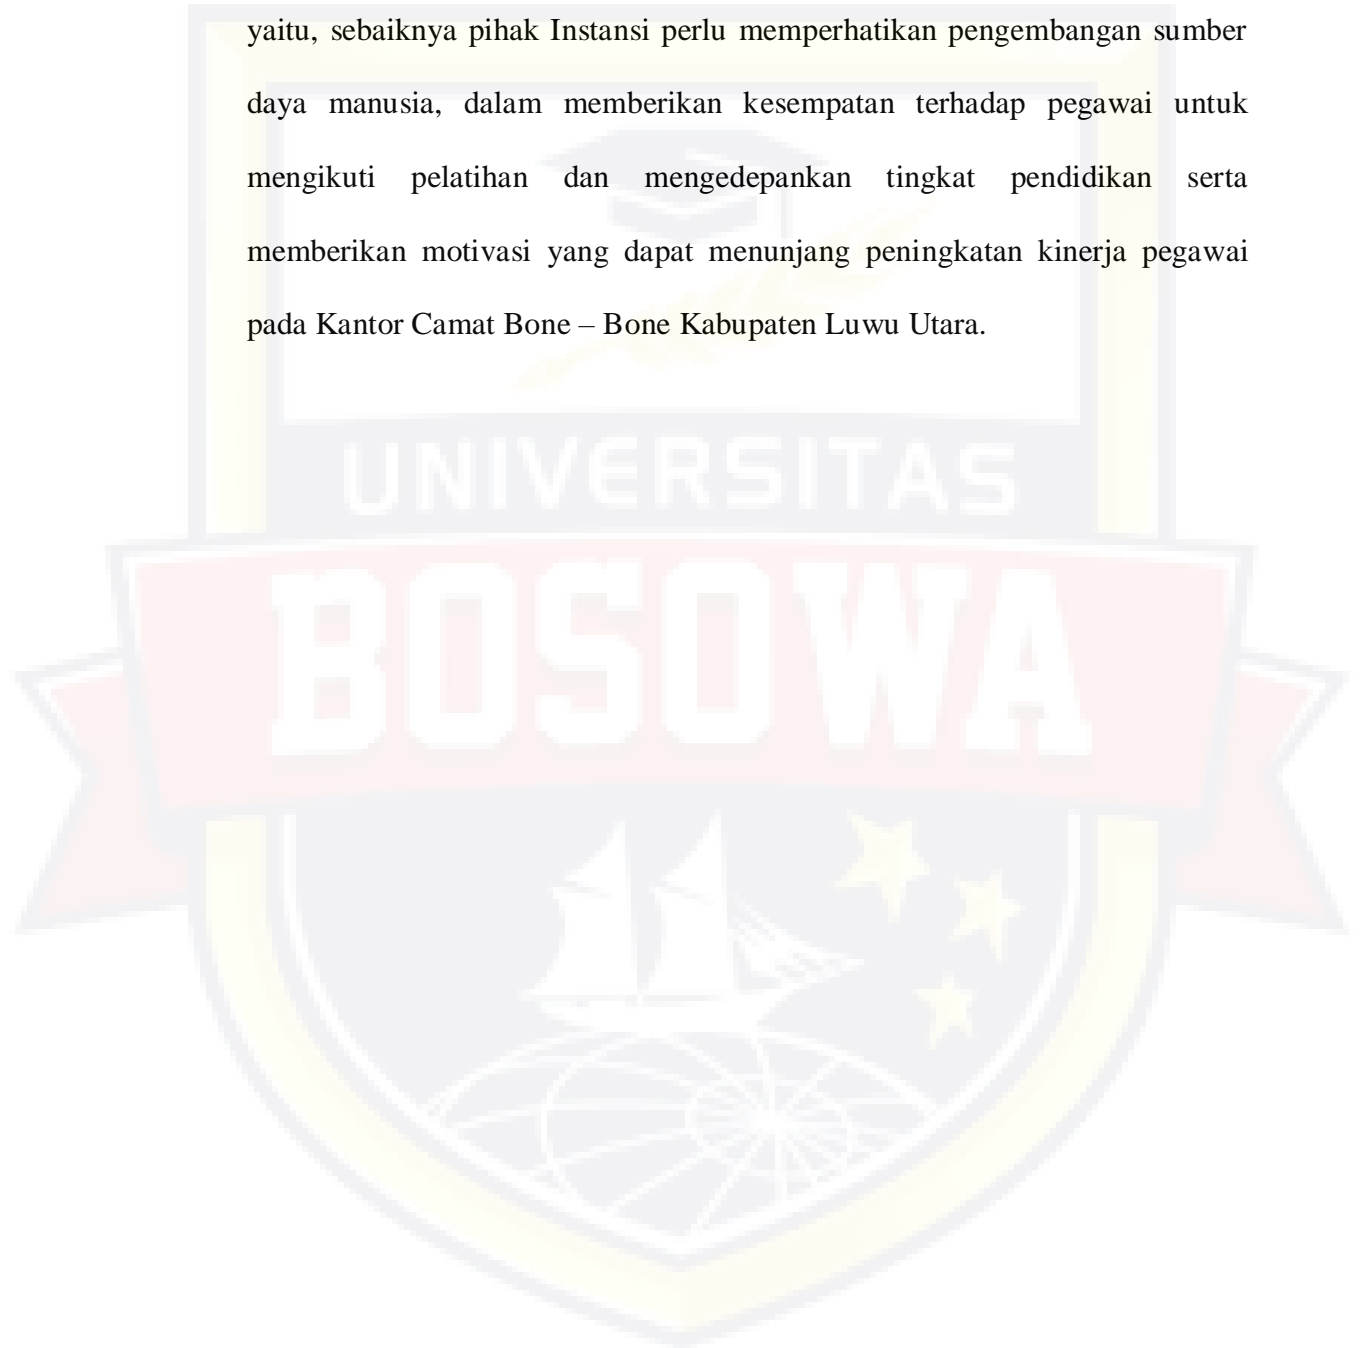 yaitu, sebaiknya pihak Instansi perlu memperhatikan pengembangan sumber
daya manusia, dalam memberikan kesempatan terhadap pegawai untuk
mengikuti pelatihan dan mengedepankan tingkat pendidikan serta
memberikan motivasi yang dapat menunjang peningkatan kinerja pegawai
pada Kantor Camat Bone – Bone Kabupaten Luwu Utara.
UNIVERSITAS
BOSOWA